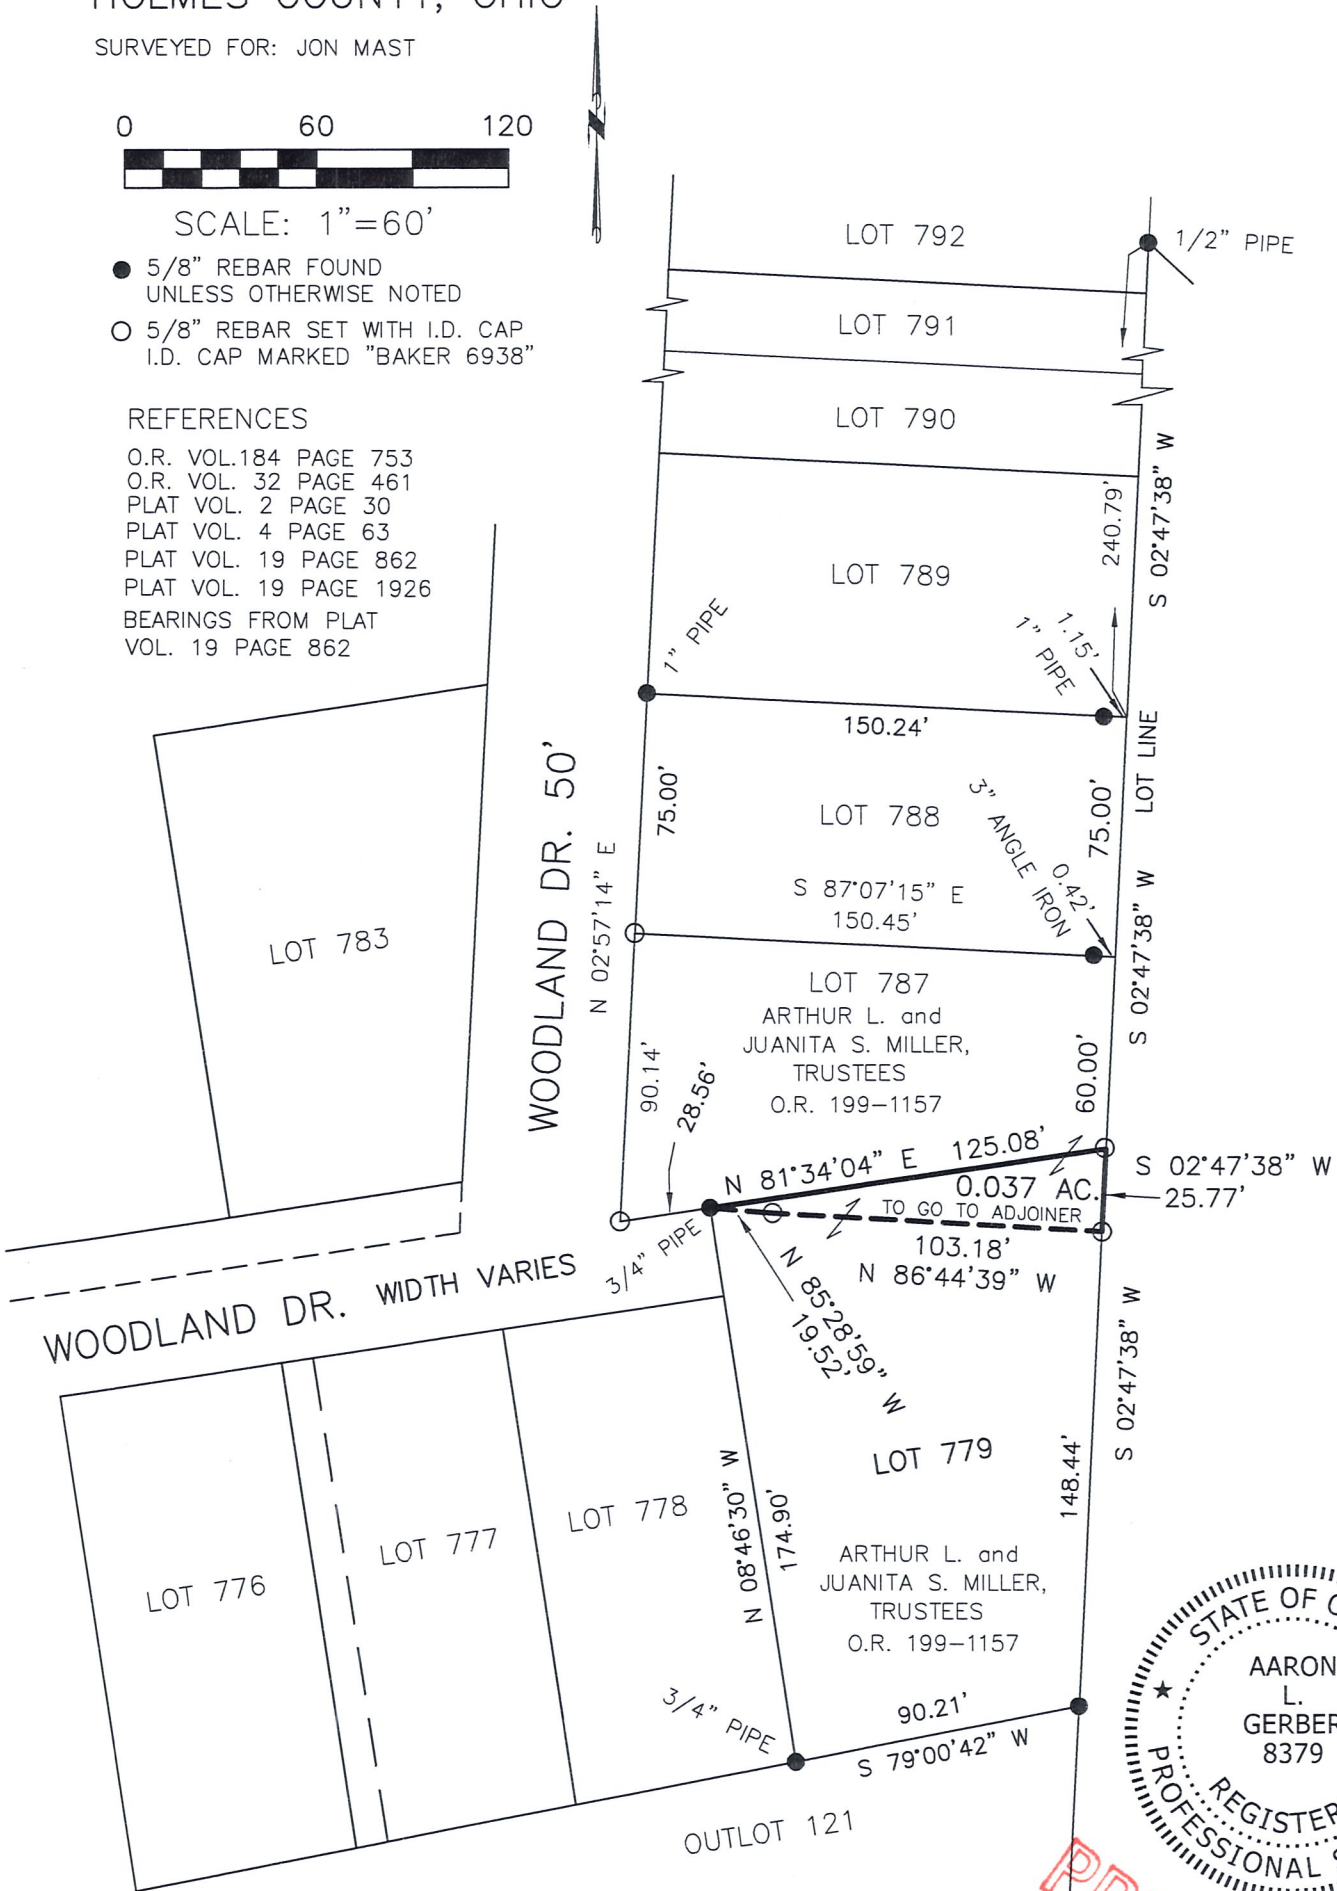 HOLMES COUNTY, OHIO
SURVEYED FOR: JON MAST
0 60 120
SCALE: 1"=60'
5/8" REBAR FOUND
UNLESS OTHERWISE NOTED
5/8" REBAR SET WITH I.D. CAP
I.D. CAP MARKED "BAKER 6938"
REFERENCES
O.R. VOL.184 PAGE 753
O.R. VOL. 32 PAGE 461
PLAT VOL. 2 PAGE 30
PLAT VOL. 4 PAGE 63
PLAT VOL. 19 PAGE 862
PLAT VOL. 19 PAGE 1926
BEARINGS FROM PLAT
VOL. 19 PAGE 862
N
LOT 792
1/2" PIPE
LOT 791
LOT 790
240.79'
S 02°47'38" W
LOT 789
1" PIPE
1.15'
1" PIPE
150.24'
LOT LINE
75.00'
LOT 788
75.00'
3" ANGLE IRON
0.42'
S 87°07'15" E
150.45'
S 02°47'38" W
WOODLAND DR. 50'
N 02°57'14" E
LOT 783
LOT 787
ARTHUR L. and
JUANITA S. MILLER,
TRUSTEES
O.R. 199-1157
90.14'
28.56'
60.00'
N 81°34'04" E 125.08'
S 02°47'38" W
25.77'
0.037 AC.
TO GO TO ADJOINER
103.18'
N 86°44'39" W
3/4" PIPE
N 85°28'59" W
19.52'
WOODLAND DR. WIDTH VARIES
S 02°47'38" W
148.44'
LOT 779
N 08°46'30" W
174.90'
LOT 778
LOT 777
LOT 776
ARTHUR L. and
JUANITA S. MILLER,
TRUSTEES
O.R. 199-1157
3/4" PIPE
90.21'
S 79°00'42" W
OUTLOT 121
STATE OF
AARON
L.
GERBER
8379
REGISTER
PROFESSIONAL